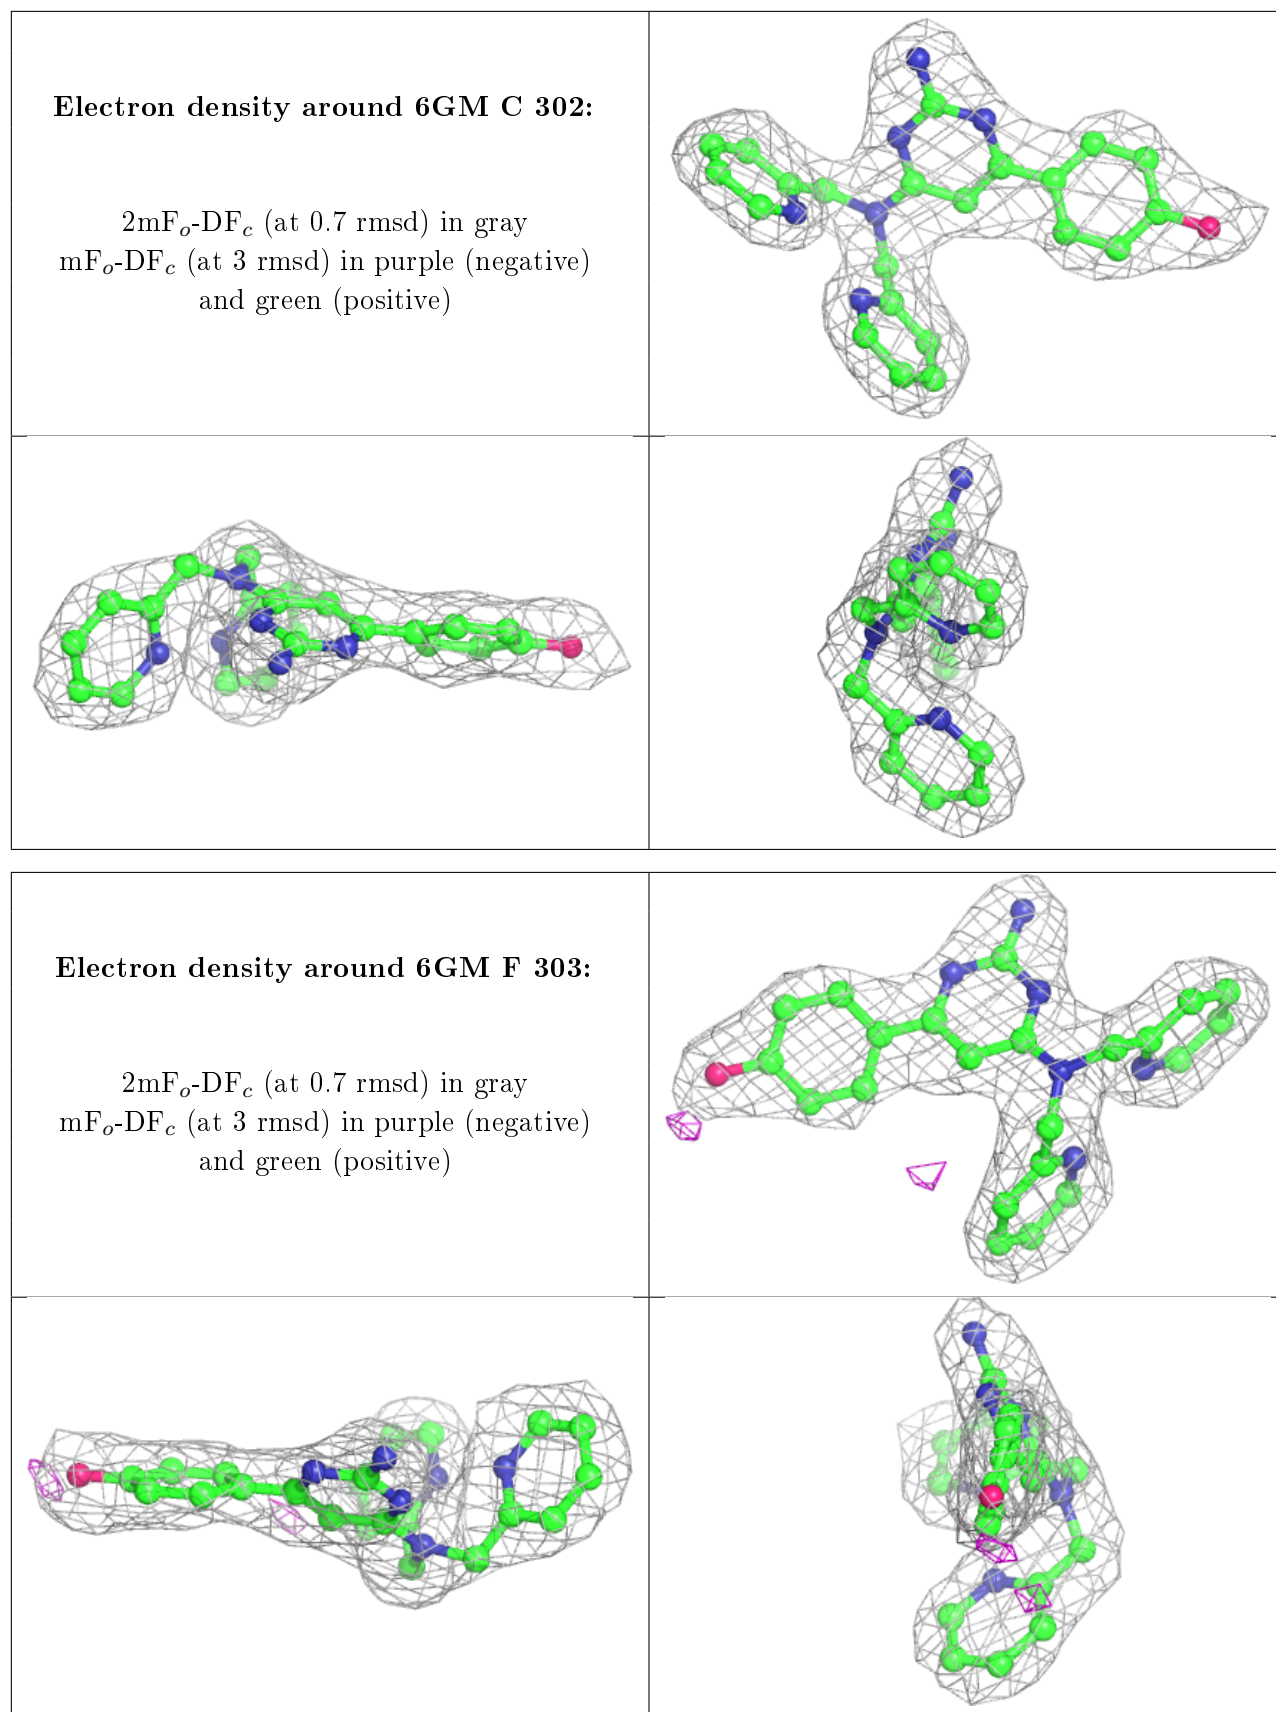 Electron density around 6GM C 302:
2mFo-DFc (at 0.7 rmsd) in gray
mFo-DFc (at 3 rmsd) in purple (negative)
and green (positive)
Electron density around 6GM F 303:
2mFo-DFc (at 0.7 rmsd) in gray
mFo-DFc (at 3 rmsd) in purple (negative)
and green (positive)